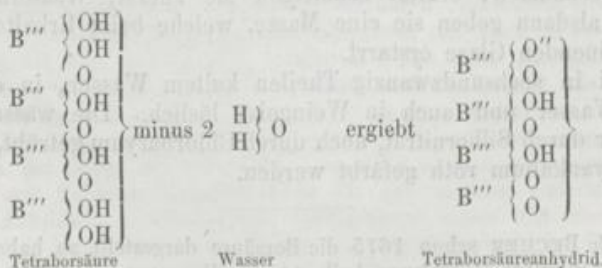 OH
B''' { OH
O
B''' { OH
O
B''' { OH
O
B''' { OH
OH
minus 2 H
H } O
ergiebt
O''
B''' { O
B''' { OH
O
B''' { OH
O
B''' { O
Tetraborsäure Wasser Tetraborsäureanhydrid.